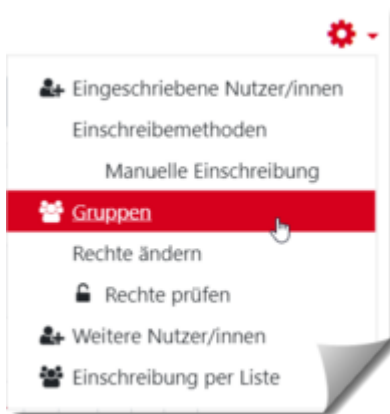 Eingeschriebene Nutzer/innen
Einschreibemethoden
Manuelle Einschreibung
Gruppen
Rechte ändern
Rechte prüfen
Weitere Nutzer/innen
Einschreibung per Liste